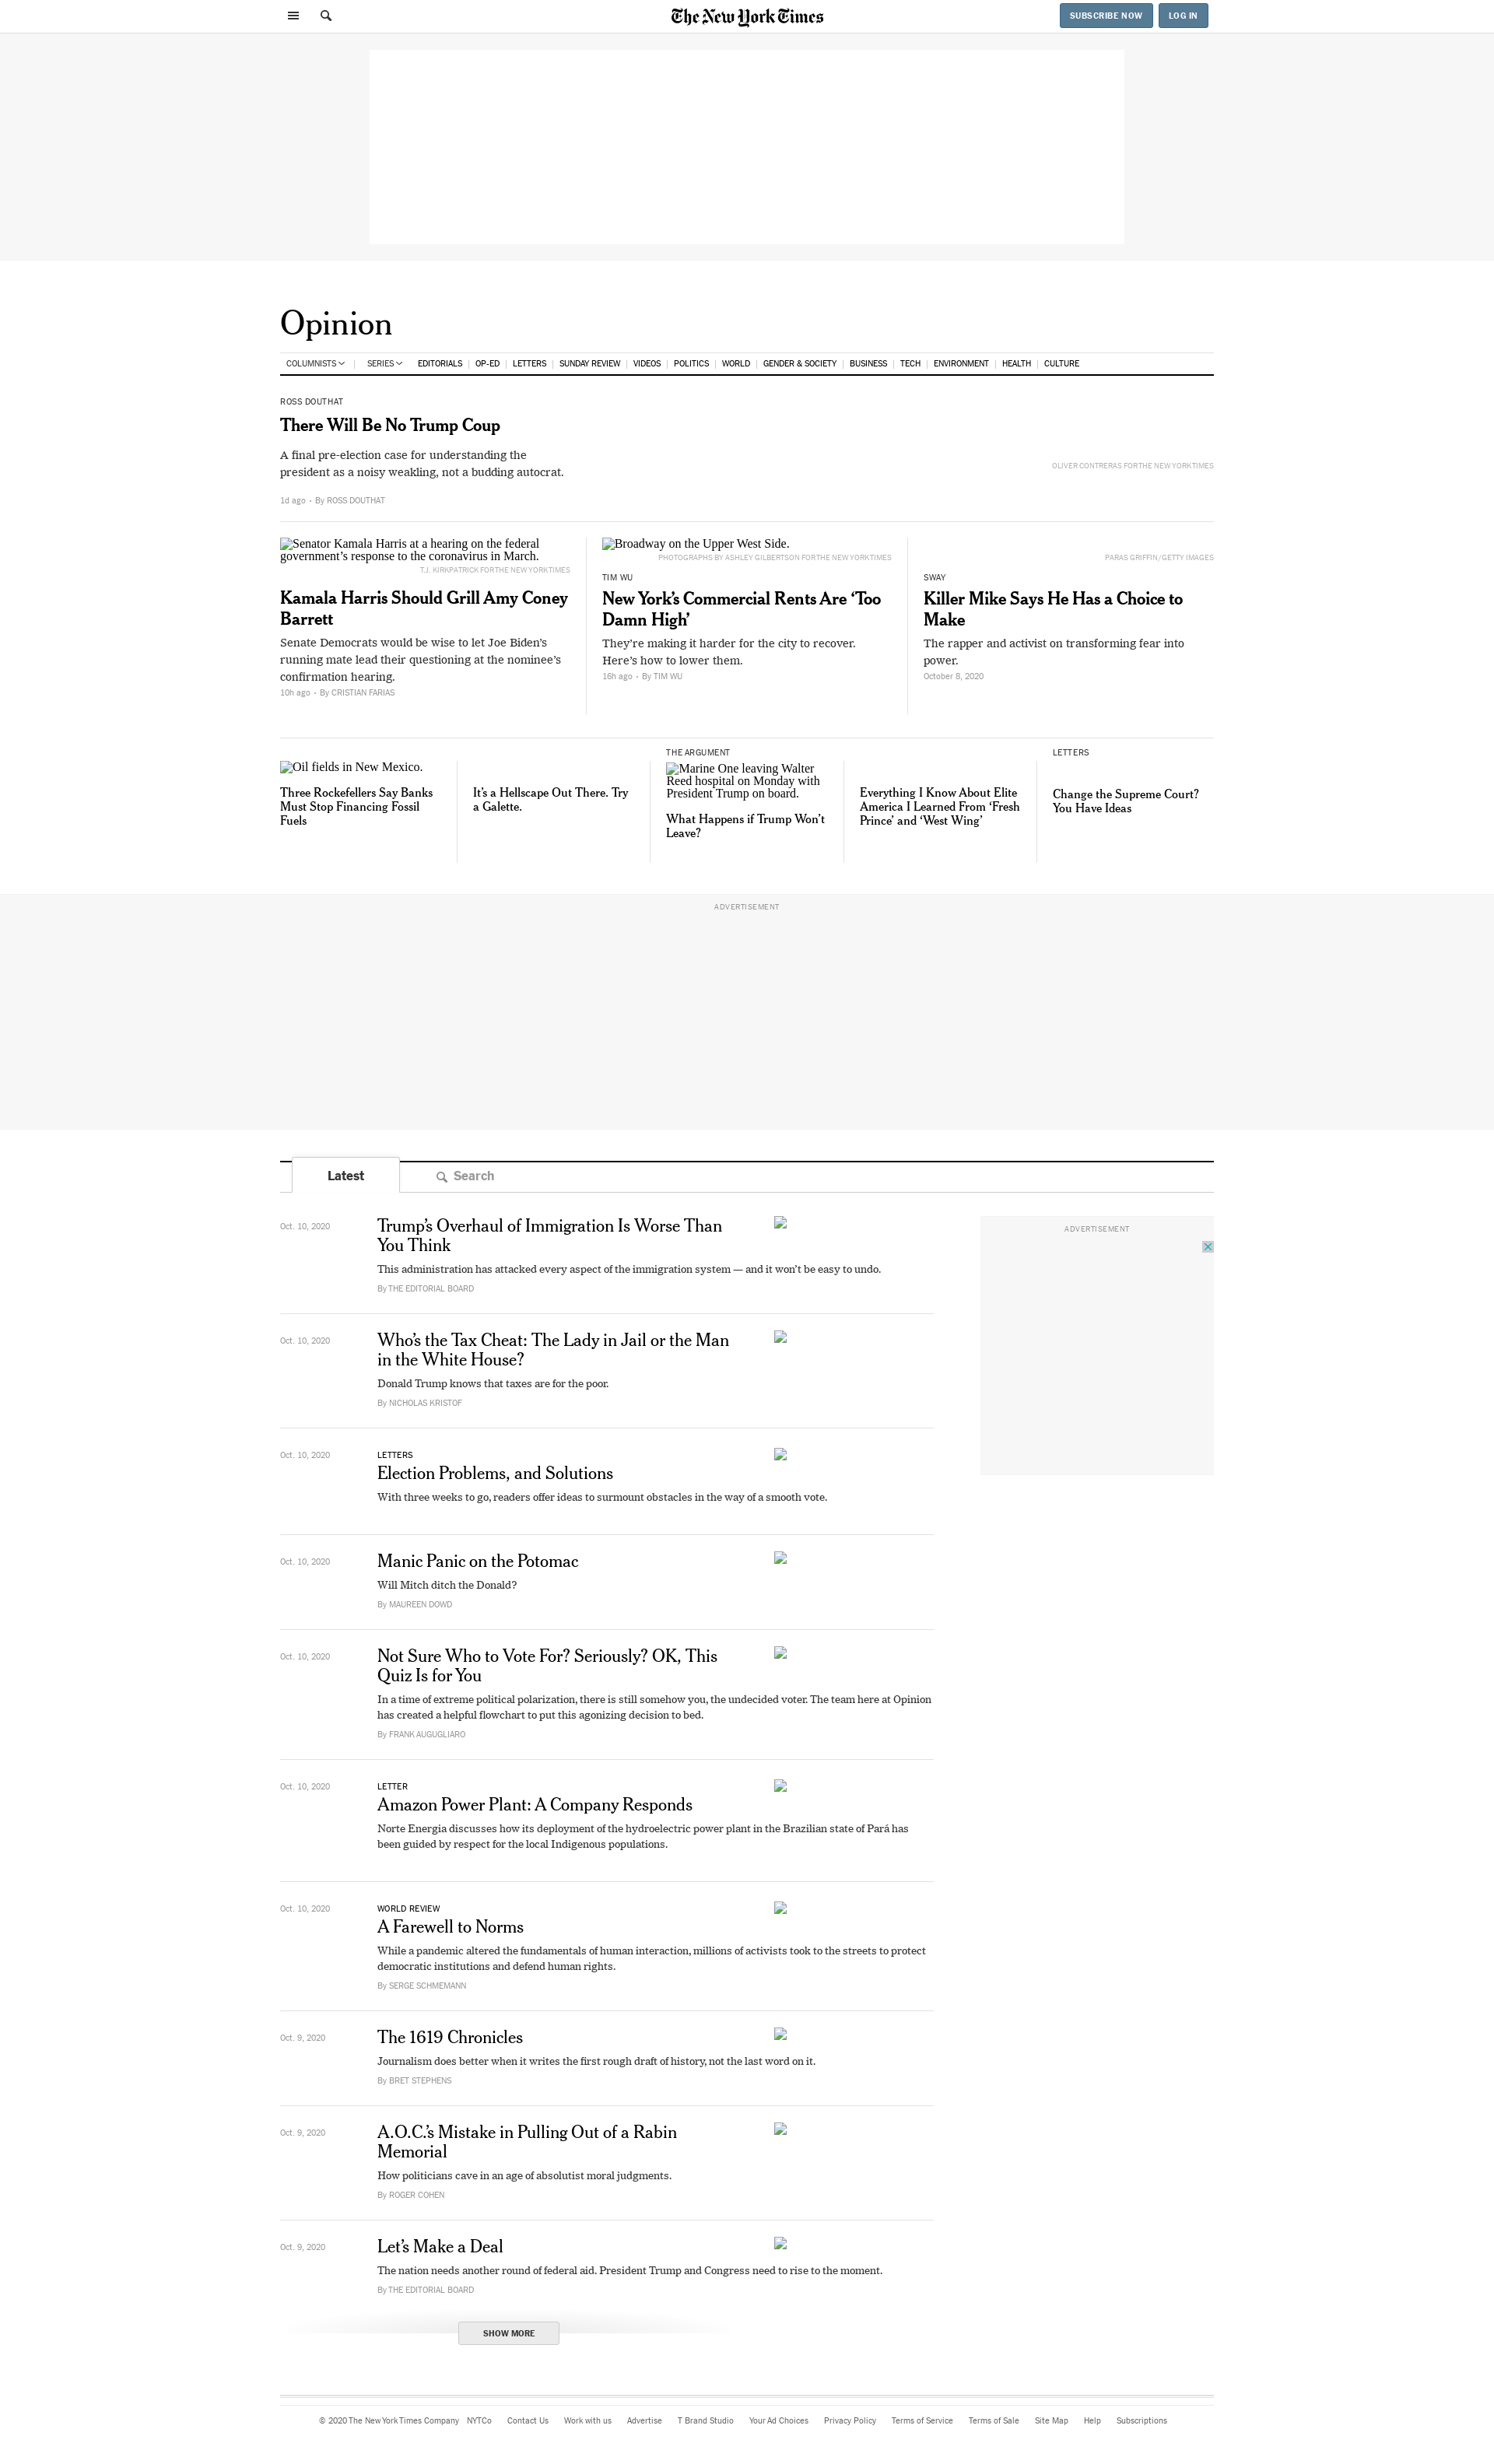 The New York Times
SUBSCRIBE NOW
LOG IN
Opinion
COLUMNISTS
SERIES
EDITORIALS
OP-ED
LETTERS
SUNDAY REVIEW
VIDEOS
POLITICS
WORLD
GENDER & SOCIETY
BUSINESS
TECH
ENVIRONMENT
HEALTH
CULTURE
ROSS DOUTHAT
There Will Be No Trump Coup
A final pre-election case for understanding the
president as a noisy weakling, not a budding autocrat.
1d ago • By ROSS DOUTHAT
OLIVER CONTRERAS FOR THE NEW YORK TIMES
Senator Kamala Harris at a hearing on the federal
government’s response to the coronavirus in March.
T.J. KIRKPATRICK FOR THE NEW YORK TIMES
Kamala Harris Should Grill Amy Coney
Barrett
Senate Democrats would be wise to let Joe Biden’s
running mate lead their questioning at the nominee’s
confirmation hearing.
10h ago • By CRISTIAN FARIAS
Broadway on the Upper West Side.
PHOTOGRAPHS BY ASHLEY GILBERTSON FOR THE NEW YORK TIMES
TIM WU
New York’s Commercial Rents Are ‘Too
Damn High’
They’re making it harder for the city to recover.
Here’s how to lower them.
16h ago • By TIM WU
PARAS GRIFFIN/GETTY IMAGES
SWAY
Killer Mike Says He Has a Choice to
Make
The rapper and activist on transforming fear into
power.
October 8, 2020
Oil fields in New Mexico.
Three Rockefellers Say Banks
Must Stop Financing Fossil
Fuels
It’s a Hellscape Out There. Try
a Galette.
THE ARGUMENT
Marine One leaving Walter
Reed hospital on Monday with
President Trump on board.
What Happens if Trump Won’t
Leave?
Everything I Know About Elite
America I Learned From ‘Fresh
Prince’ and ‘West Wing’
LETTERS
Change the Supreme Court?
You Have Ideas
ADVERTISEMENT
Latest
Search
ADVERTISEMENT
Oct. 10, 2020
Trump’s Overhaul of Immigration Is Worse Than
You Think
This administration has attacked every aspect of the immigration system — and it won’t be easy to undo.
By THE EDITORIAL BOARD
Oct. 10, 2020
Who’s the Tax Cheat: The Lady in Jail or the Man
in the White House?
Donald Trump knows that taxes are for the poor.
By NICHOLAS KRISTOF
Oct. 10, 2020
LETTERS
Election Problems, and Solutions
With three weeks to go, readers offer ideas to surmount obstacles in the way of a smooth vote.
Oct. 10, 2020
Manic Panic on the Potomac
Will Mitch ditch the Donald?
By MAUREEN DOWD
Oct. 10, 2020
Not Sure Who to Vote For? Seriously? OK, This
Quiz Is for You
In a time of extreme political polarization, there is still somehow you, the undecided voter. The team here at Opinion
has created a helpful flowchart to put this agonizing decision to bed.
By FRANK AUGUGLIARO
Oct. 10, 2020
LETTER
Amazon Power Plant: A Company Responds
Norte Energia discusses how its deployment of the hydroelectric power plant in the Brazilian state of Pará has
been guided by respect for the local Indigenous populations.
Oct. 10, 2020
WORLD REVIEW
A Farewell to Norms
While a pandemic altered the fundamentals of human interaction, millions of activists took to the streets to protect
democratic institutions and defend human rights.
By SERGE SCHMEMANN
Oct. 9, 2020
The 1619 Chronicles
Journalism does better when it writes the first rough draft of history, not the last word on it.
By BRET STEPHENS
Oct. 9, 2020
A.O.C.’s Mistake in Pulling Out of a Rabin
Memorial
How politicians cave in an age of absolutist moral judgments.
By ROGER COHEN
Oct. 9, 2020
Let’s Make a Deal
The nation needs another round of federal aid. President Trump and Congress need to rise to the moment.
By THE EDITORIAL BOARD
SHOW MORE
© 2020 The New York Times Company NYTCo Contact Us Work with us Advertise T Brand Studio Your Ad Choices Privacy Policy Terms of Service Terms of Sale Site Map Help Subscriptions